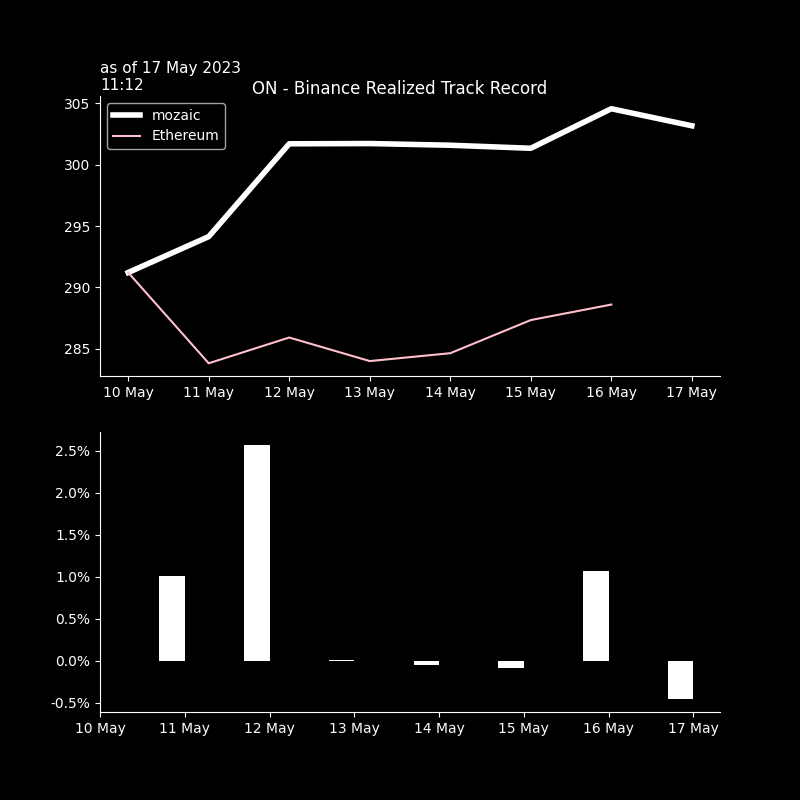 as of 17 May 2023
11:12
ON - Binance Realized Track Record
mozaic
Ethereum
305
300
295
290
285
10 May 11 May 12 May 13 May 14 May 15 May 16 May 17 May
2.5%
2.0%
1.5%
1.0%
0.5%
0.0%
-0.5%
10 May 11 May 12 May 13 May 14 May 15 May 16 May 17 May